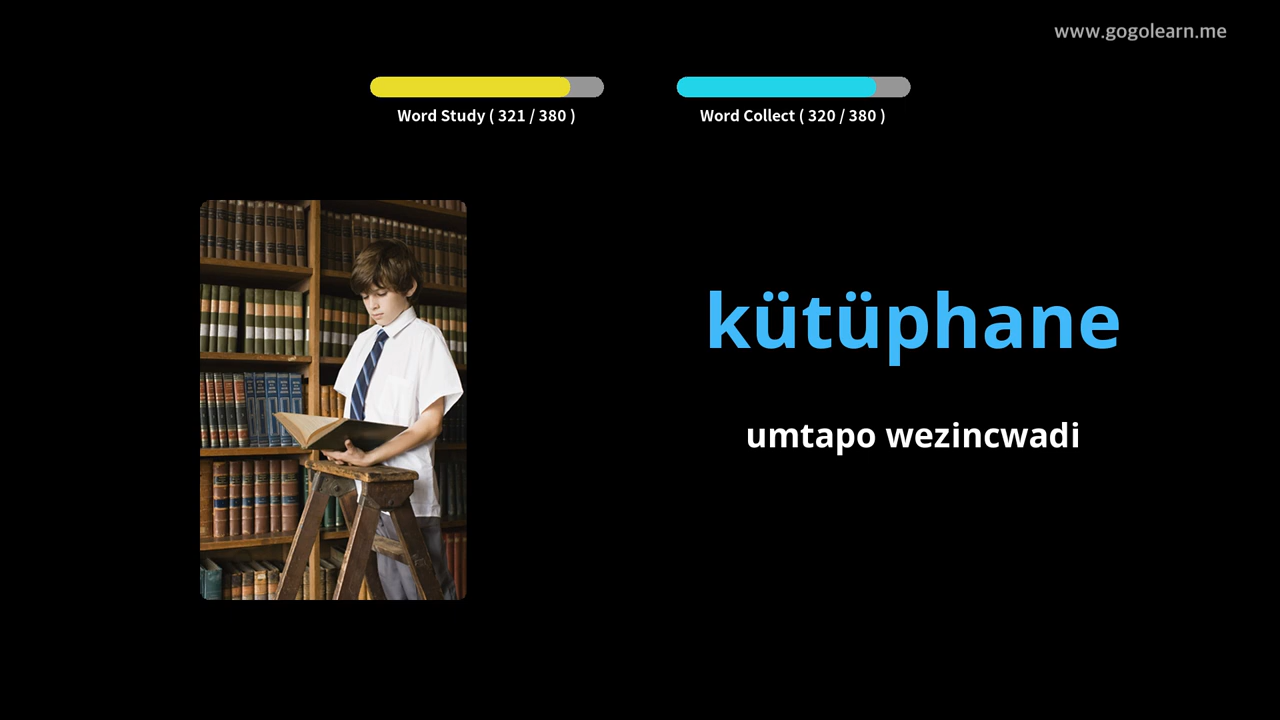 www.gogolearn.me
Word Study ( 321 / 380 )
Word Collect ( 320 / 380 )
kütüphane
umtapo wezincwadi